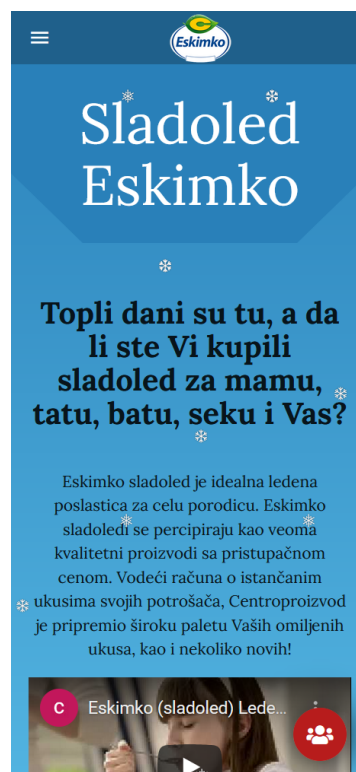 Eskimko
Sladoled
Eskimko
Topli dani su tu, a da
li ste Vi kupili
sladoled za mamu,
tatu, batu, seku i Vas?
Eskimko sladoled je idealna ledena
poslastica za celu porodicu. Eskimko
sladoledi se percipiraju kao veoma
kvalitetni proizvodi sa pristupačnom
cenom. Vodeći računa o istančanim
ukusima svojih potrošača, Centroproizvod
je pripremio široku paletu Vaših omiljenih
ukusa, kao i nekoliko novih!
C Eskimko (sladoled) Lede...